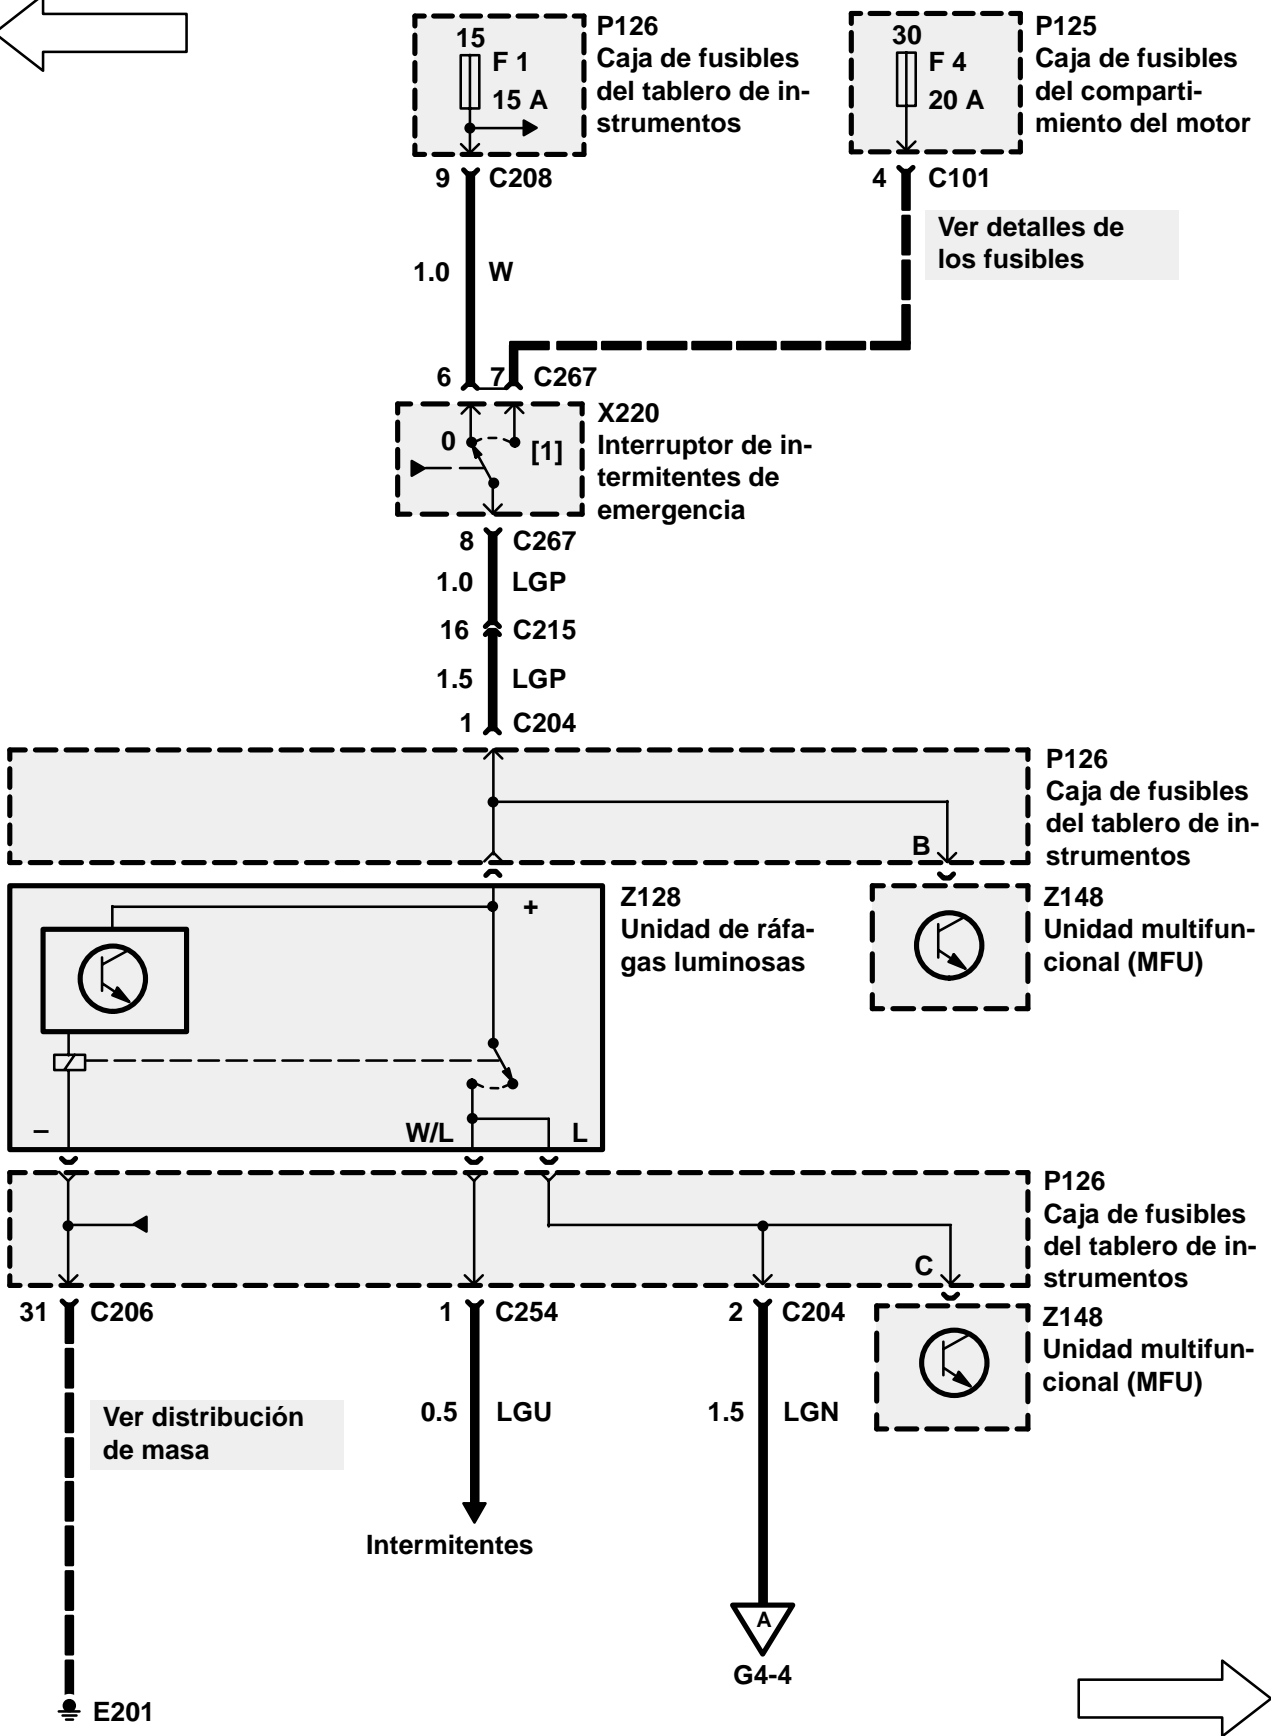 15
F 1
15 A
P126
Caja de fusibles
del tablero de in-
strumentos
30
F 4
20 A
P125
Caja de fusibles
del comparti-
miento del motor
9 C208
4 C101
Ver detalles de
los fusibles
1.0 W
6 7 C267
0 [1]
X220
Interruptor de in-
termitentes de
emergencia
8 C267
1.0 LGP
16 C215
1.5 LGP
1 C204
P126
Caja de fusibles
del tablero de in-
strumentos
B
+
Z128
Unidad de ráfa-
gas luminosas
Z148
Unidad multifun-
cional (MFU)
–
W/L L
P126
Caja de fusibles
del tablero de in-
strumentos
C
31 C206
1 C254
2 C204
Z148
Unidad multifun-
cional (MFU)
Ver distribución
de masa
0.5 LGU
1.5 LGN
Intermitentes
A
G4-4
E201